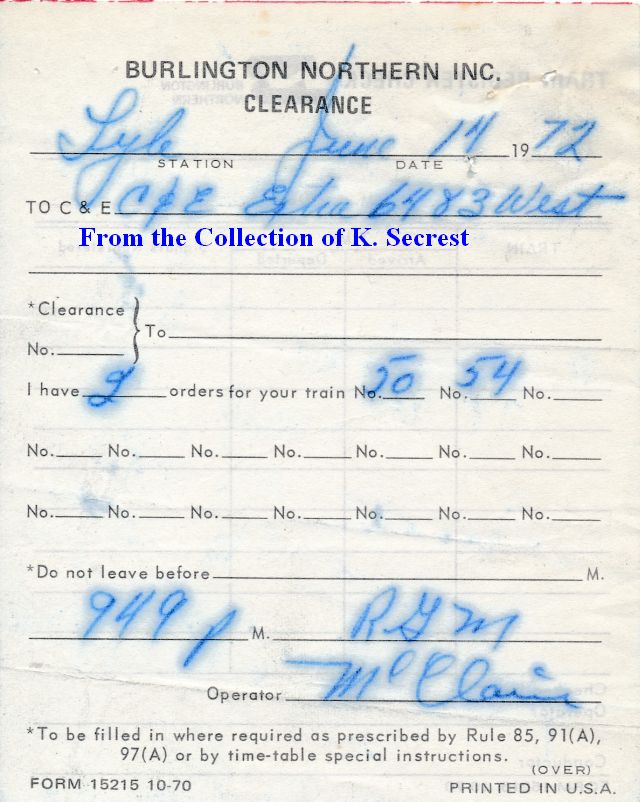 BURLINGTON NORTHERN INC.
CLEARANCE
Lyle June 14 1972
STATION DATE
TO C & E C & E Extra 6483 West
From the Collection of K. Secrest
*Clearance
No. } To
I have 2 orders for your train No. 50 No. 54 No.
No. No. No. No. No. No. No.
No. No. No. No. No. No. No.
*Do not leave before M.
949 p M. RGM
Operator McClain
*To be filled in where required as prescribed by Rule 85, 91(A),
97(A) or by time-table special instructions.
(OVER)
FORM 15215 10-70 PRINTED IN U.S.A.